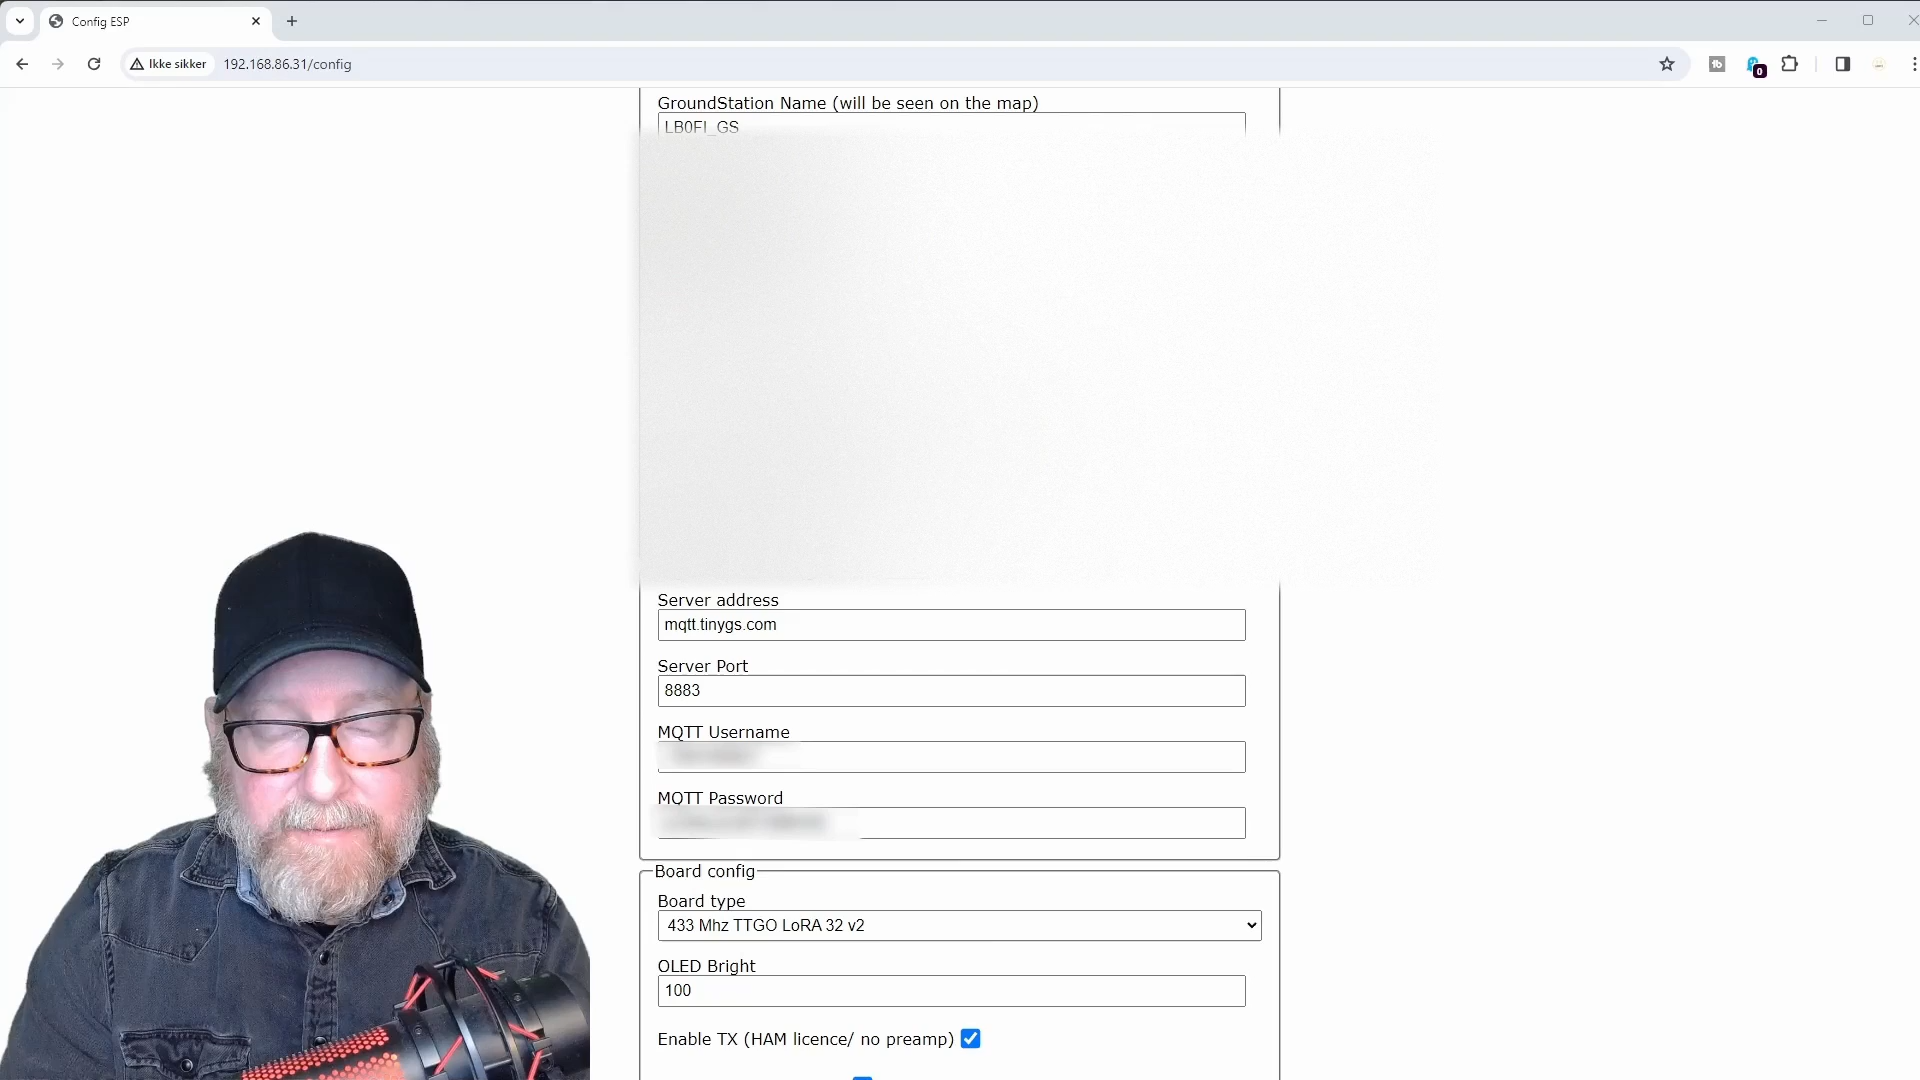 Config ESP
Ikke sikker
192.168.86.31/config
0
GroundStation Name (will be seen on the map)
LB0FI_GS
Server address
mqtt.tinygs.com
Server Port
8883
MQTT Username
MQTT Password
Board config
Board type
433 Mhz TTGO LoRA 32 v2
OLED Bright
100
Enable TX (HAM licence/ no preamp)